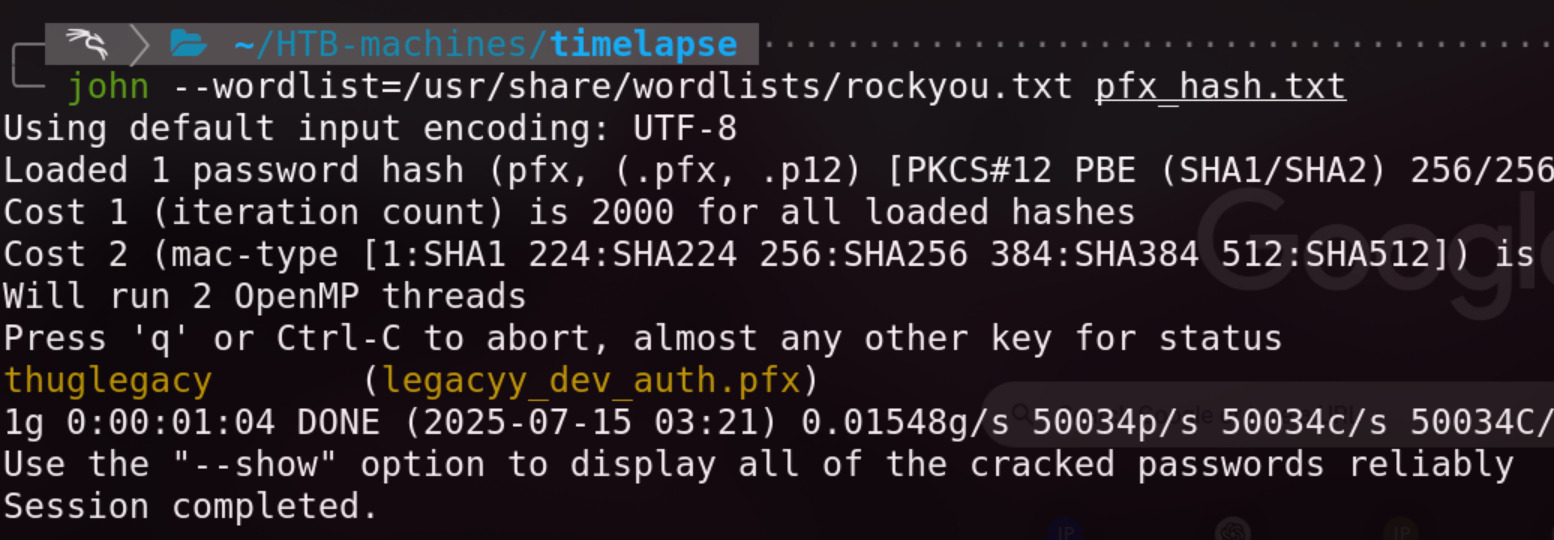 ~/HTB-machines/timelapse
john --wordlist=/usr/share/wordlists/rockyou.txt pfx_hash.txt
Using default input encoding: UTF-8
Loaded 1 password hash (pfx, (.pfx, .p12) [PKCS#12 PBE (SHA1/SHA2) 256/256
Cost 1 (iteration count) is 2000 for all loaded hashes
Cost 2 (mac-type [1:SHA1 224:SHA224 256:SHA256 384:SHA384 512:SHA512]) is
Will run 2 OpenMP threads
Press 'q' or Ctrl-C to abort, almost any other key for status
thuglegacy       (legacyy_dev_auth.pfx)
1g 0:00:01:04 DONE (2025-07-15 03:21) 0.01548g/s 50034p/s 50034c/s 50034C/
Use the "--show" option to display all of the cracked passwords reliably
Session completed.